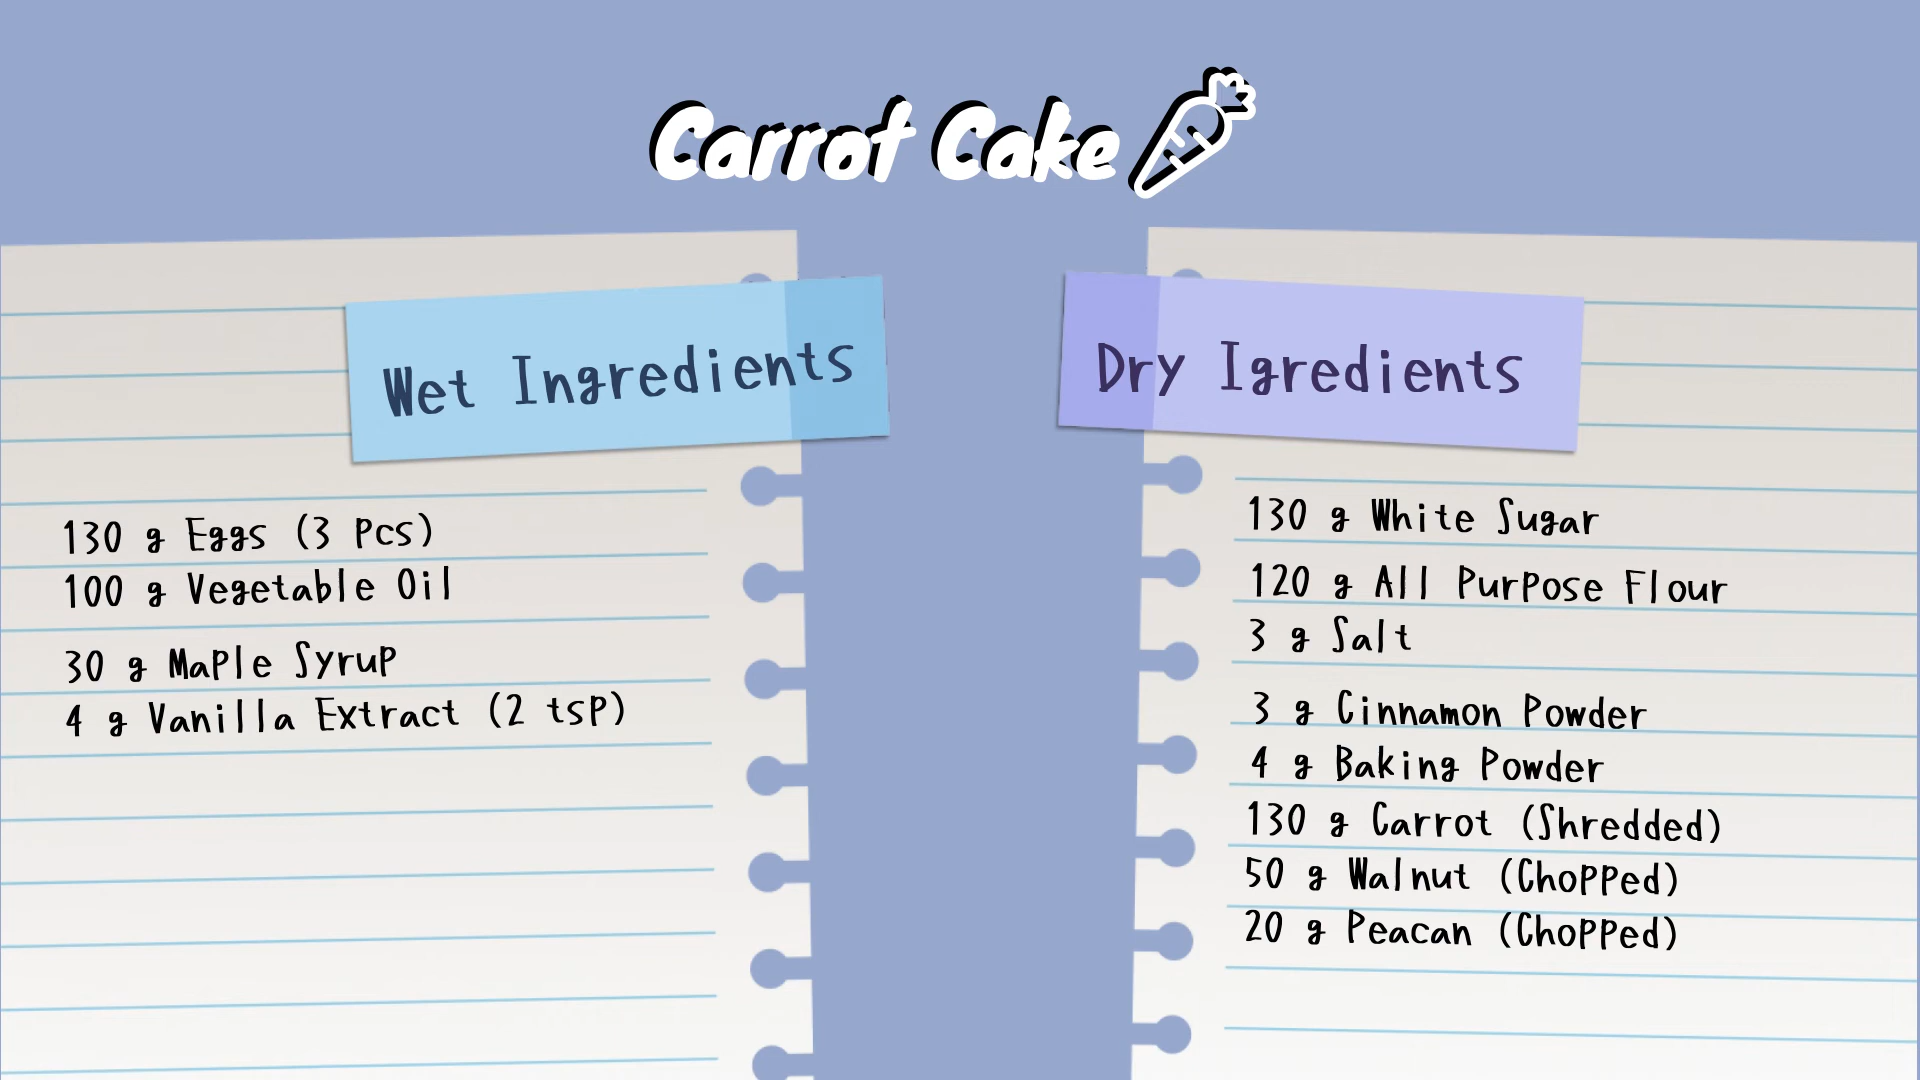 Carrot Cake
Wet Ingredients
130 g Eggs (3 Pcs)
100 g Vegetable Oil
30 g Maple Syrup
4 g Vanilla Extract (2 tsp)
Dry Igredients
130 g White Sugar
120 g All Purpose Flour
3 g Salt
3 g Cinnamon Powder
4 g Baking Powder
130 g Carrot (Shredded)
50 g Walnut (Chopped)
20 g Peacan (Chopped)